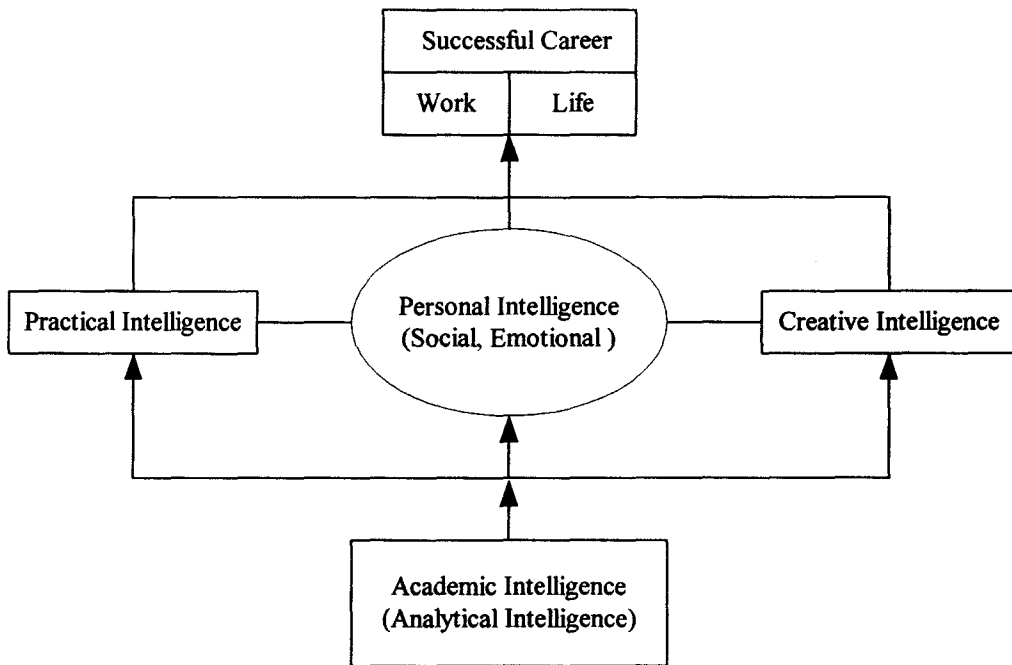 Successful Career
Work
Life
Practical Intelligence
Personal Intelligence
(Social, Emotional )
Creative Intelligence
Academic Intelligence
(Analytical Intelligence)